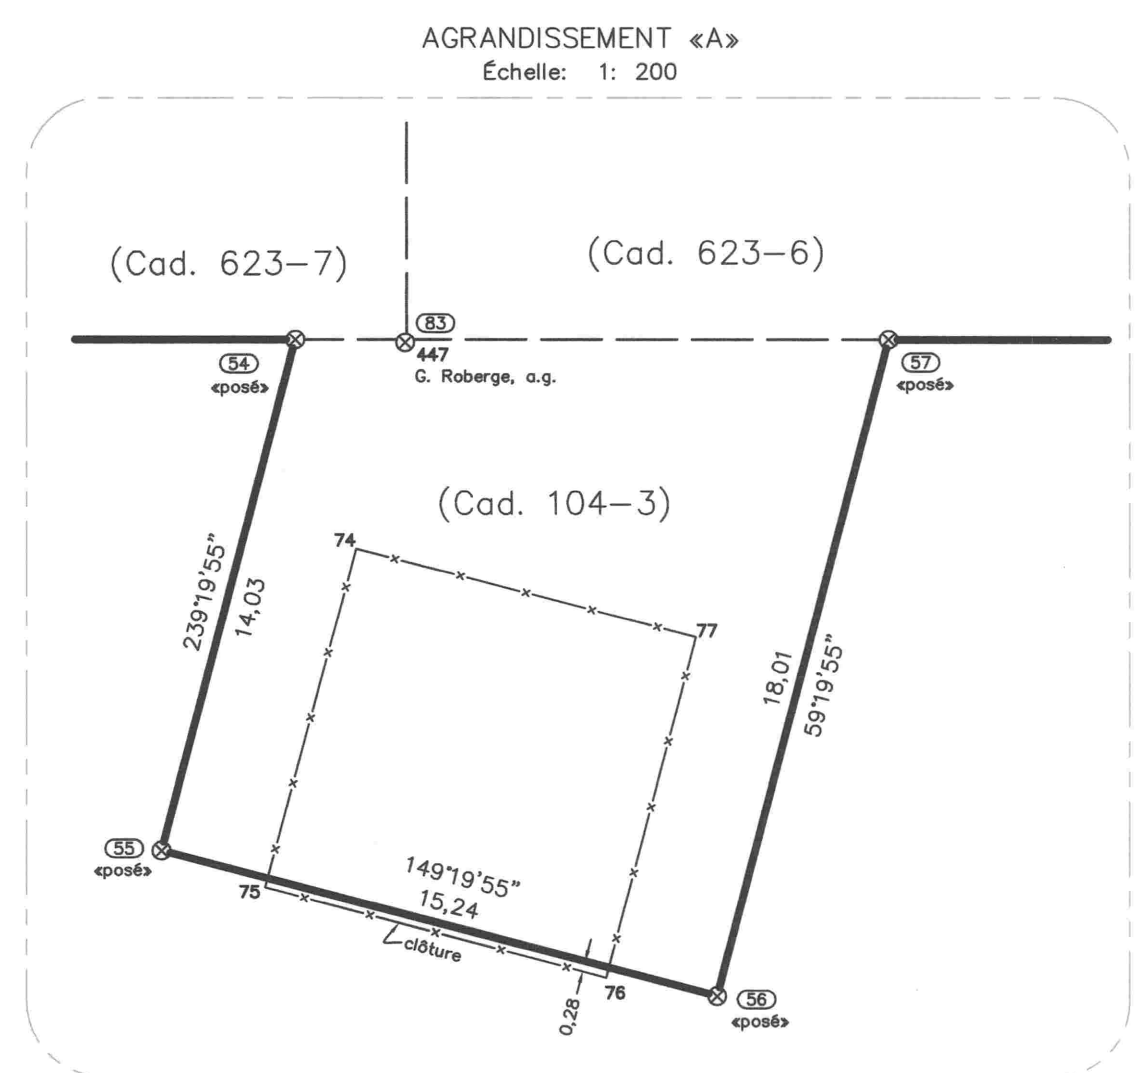 AGRANDISSEMENT «A»
Échelle: 1: 200
(Cad. 623-7)
(Cad. 623-6)
83
447
G. Roberge, a.g.
54
«posé»
57
«posé»
(Cad. 104-3)
74
77
239°19'55"
14,03
18,01
59°19'55"
55
«posé»
75
149°19'55"
15,24
clôture
76
0,28
56
«posé»